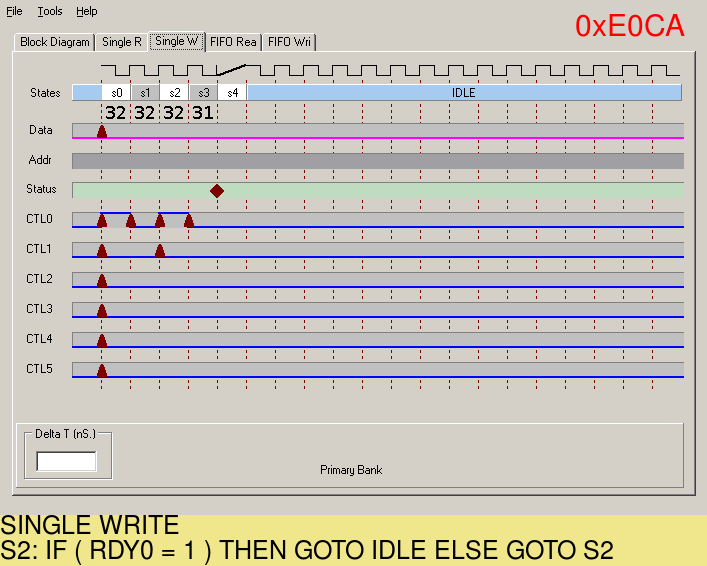 File Tools Help
0xE0CA
Block Diagram Single R Single W FIFO Rea FIFO Wri
States s0 s1 s2 s3 s4 IDLE
32 32 32 31
Data
Addr
Status
CTL0
CTL1
CTL2
CTL3
CTL4
CTL5
Delta T (nS.)
Primary Bank
SINGLE WRITE
S2: IF ( RDY0 = 1 ) THEN GOTO IDLE ELSE GOTO S2